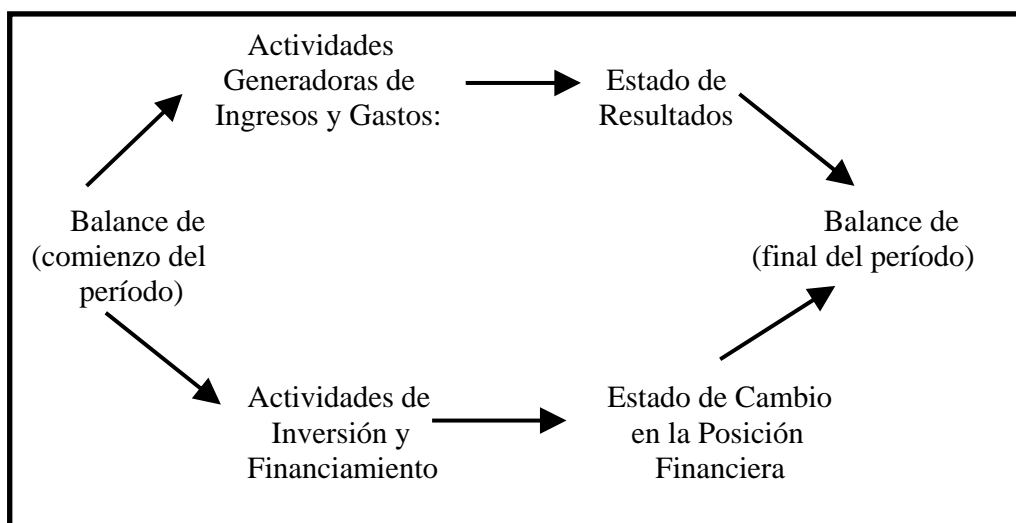 Actividades
Generadoras de
Ingresos y Gastos:
Estado de
Resultados
Balance de
(comienzo del
período)
Balance de
(final del período)
Actividades de
Inversión y
Financiamiento
Estado de Cambio
en la Posición
Financiera